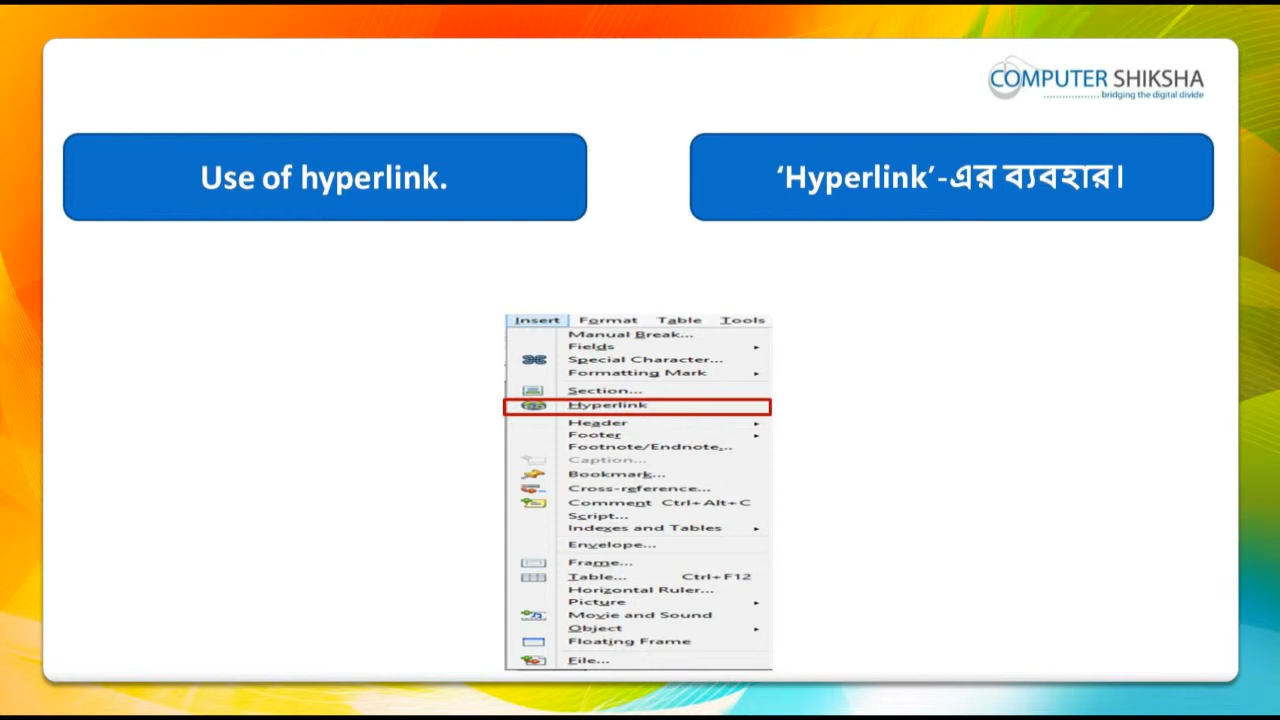 COMPUTER SHIKSHA
bridging the digital divide
Use of hyperlink.
‘Hyperlink’-এর ব্যবহার।
Insert Format Table Tools
Manual Break...
Fields
Special Character...
Formatting Mark
Section...
Hyperlink
Header
Footer
Footnote/Endnote...
Caption...
Bookmark...
Cross-reference...
Comment Ctrl+Alt+C
Script...
Indexes and Tables
Envelope...
Frame...
Table... Ctrl+F12
Horizontal Ruler...
Picture
Movie and Sound
Object
Floating Frame
File...